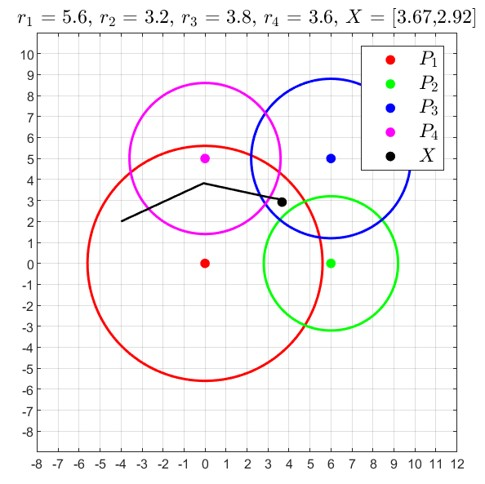 r₁ = 5.6, r₂ = 3.2, r₃ = 3.8, r₄ = 3.6, X = [3.67,2.92]
10
9
8
7
6
5
4
3
2
1
0
-1
-2
-3
-4
-5
-6
-7
-8
P₁
P₂
P₃
P₄
X
-8 -7 -6 -5 -4 -3 -2 -1 0 1 2 3 4 5 6 7 8 9 10 11 12